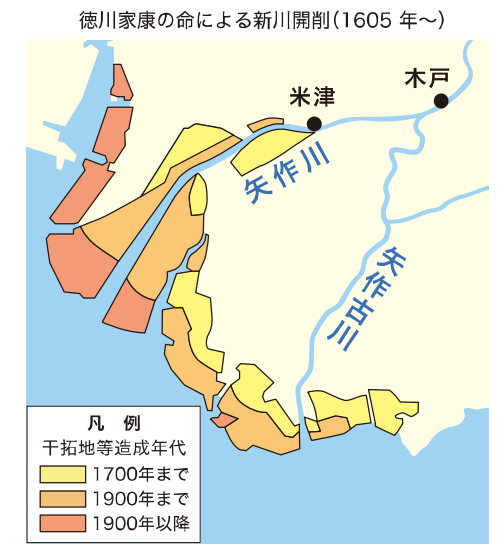 徳川家康の命による新川開削（1605 年～）
木戸
米津
矢作川
矢作古川
凡 例
干拓地等造成年代
1700年まで
1900年まで
1900年以降